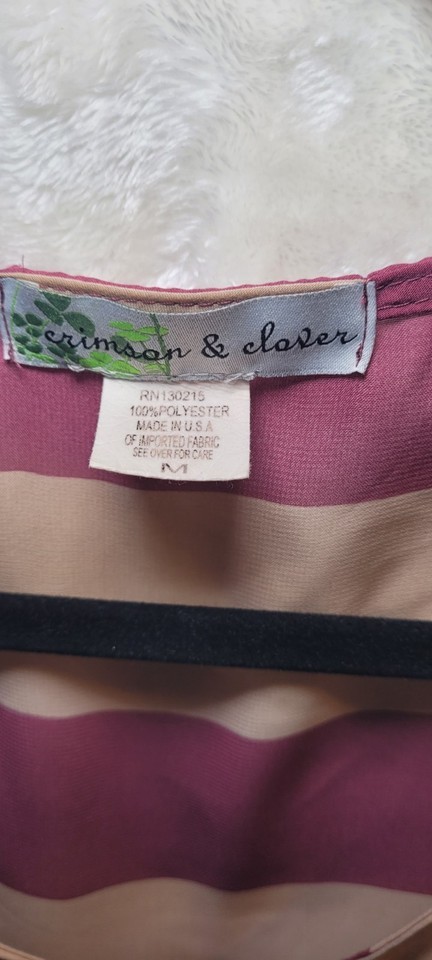 crimson & clover
RN130215
100%POLYESTER
MADE IN U.S.A
OF IMPORTED FABRIC
SEE OVER FOR CARE
M